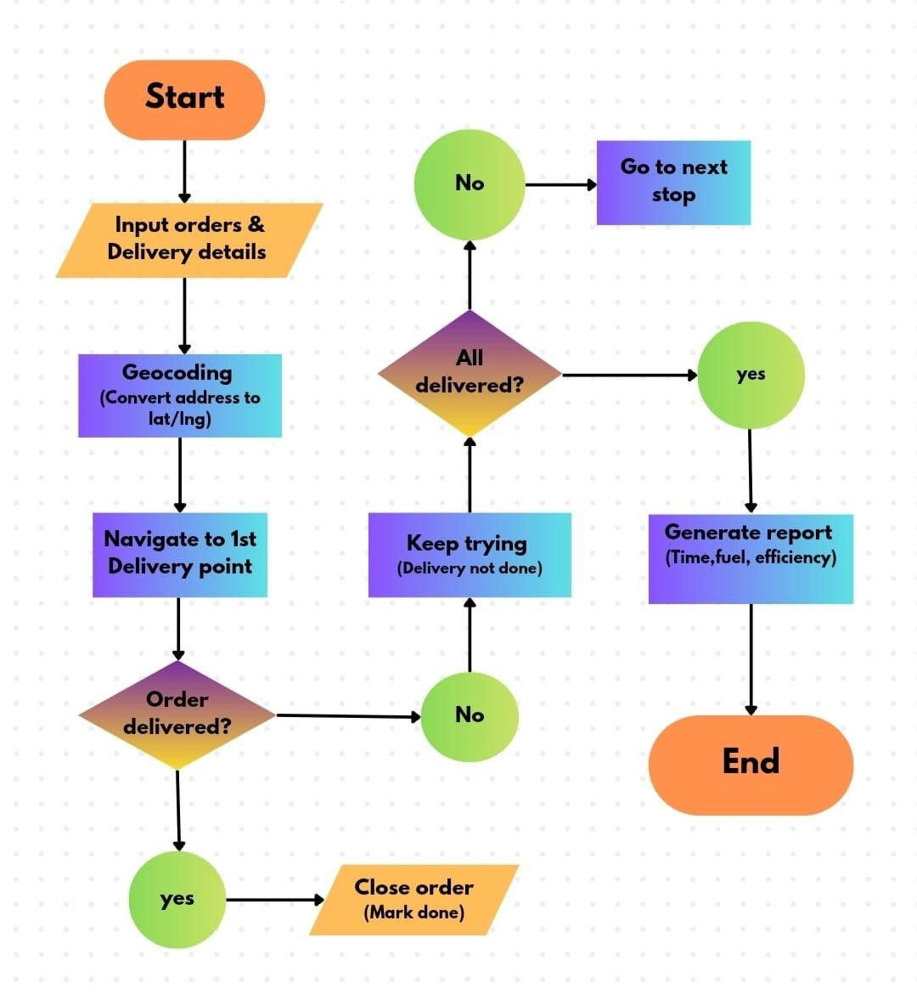 Start
Input orders &
Delivery details
Geocoding
(Convert address to
lat/lng)
Navigate to 1st
Delivery point
Order
delivered?
yes
Close order
(Mark done)
No
Keep trying
(Delivery not done)
All
delivered?
No
Go to next
stop
yes
Generate report
(Time,fuel, efficiency)
End